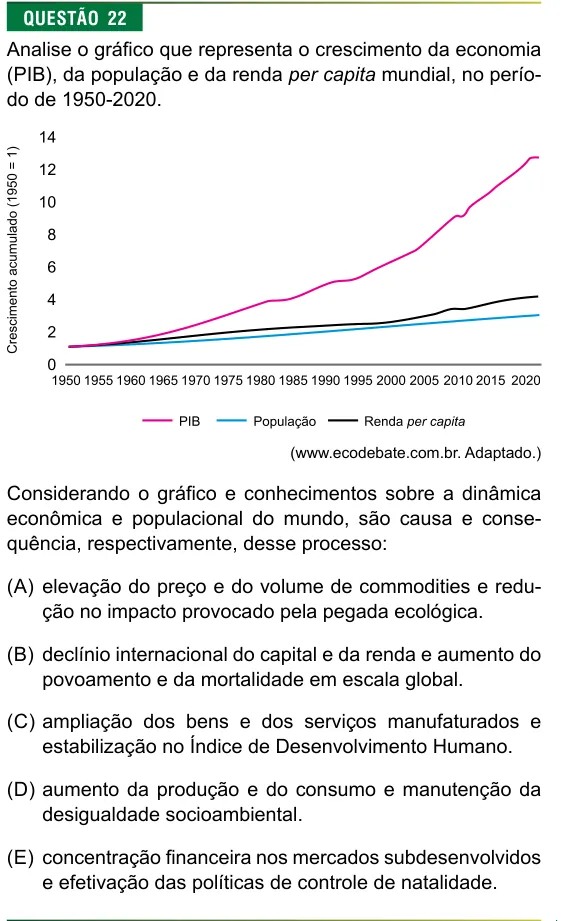 QUESTÃO 22
Analise o gráfico que representa o crescimento da economia
(PIB), da população e da renda per capita mundial, no perío-
do de 1950-2020.
Crescimento acumulado (1950 = 1)
14
12
10
8
6
4
2
0
1950 1955 1960 1965 1970 1975 1980 1985 1990 1995 2000 2005 2010 2015 2020
PIB População Renda per capita
(www.ecodebate.com.br. Adaptado.)
Considerando o gráfico e conhecimentos sobre a dinâmica
econômica e populacional do mundo, são causa e conse-
quência, respectivamente, desse processo:
(A) elevação do preço e do volume de commodities e redu-
ção no impacto provocado pela pegada ecológica.
(B) declínio internacional do capital e da renda e aumento do
povoamento e da mortalidade em escala global.
(C) ampliação dos bens e dos serviços manufaturados e
estabilização no Índice de Desenvolvimento Humano.
(D) aumento da produção e do consumo e manutenção da
desigualdade socioambiental.
(E) concentração financeira nos mercados subdesenvolvidos
e efetivação das políticas de controle de natalidade.